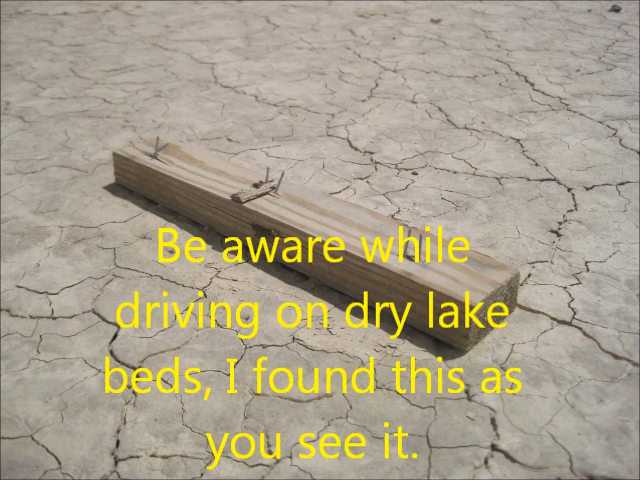 Be aware while
driving on dry lake
beds, I found this as
you see it.